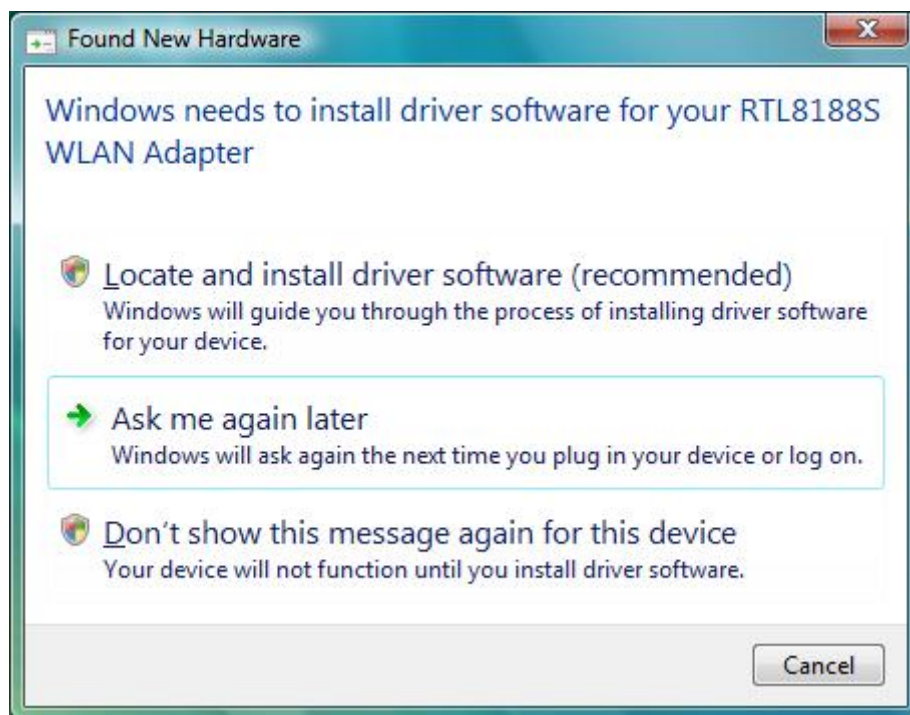 Found New Hardware
Windows needs to install driver software for your RTL8188S
WLAN Adapter
Locate and install driver software (recommended)
Windows will guide you through the process of installing driver software
for your device.
Ask me again later
Windows will ask again the next time you plug in your device or log on.
Don't show this message again for this device
Your device will not function until you install driver software.
Cancel